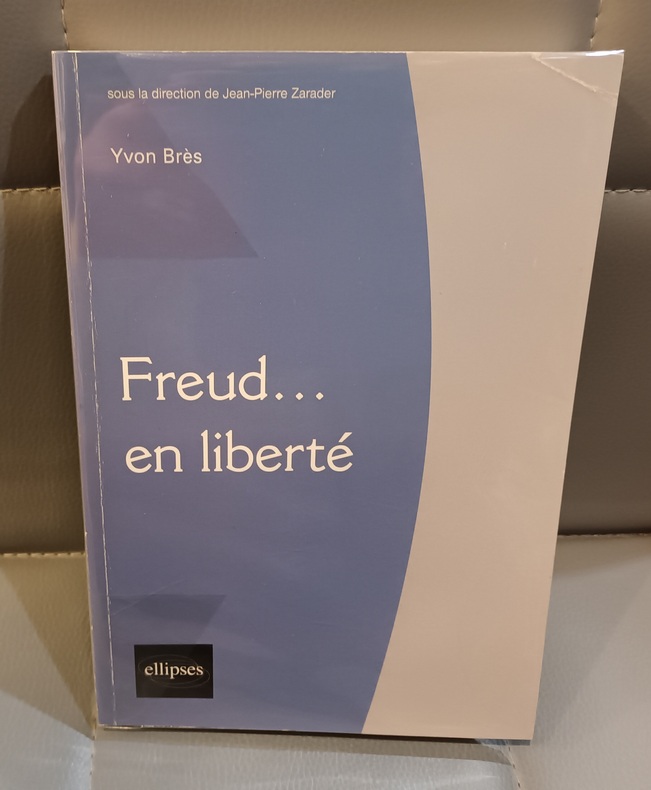 sous la direction de Jean-Pierre Zarader
Yvon Brès
Freud...
en liberté
ellipses